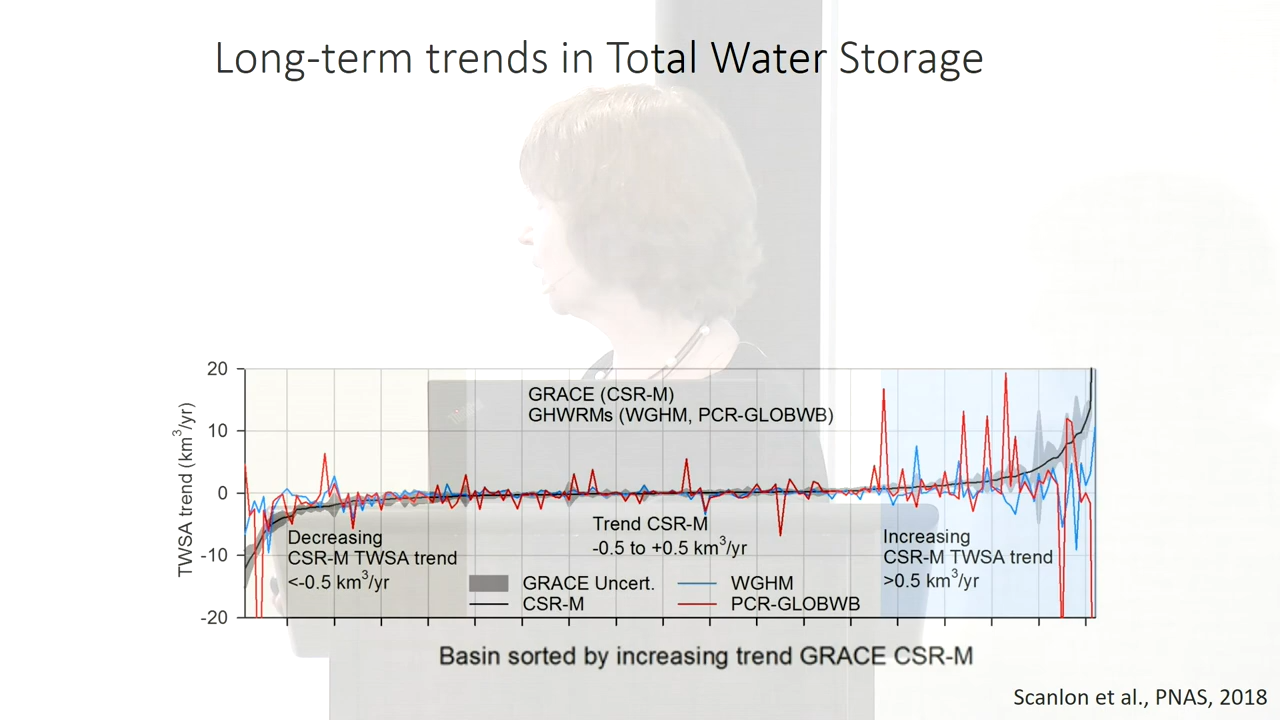 Long-term trends in Total Water Storage
20
10
0
-10
-20
TWSA trend (km³/yr)
GRACE (CSR-M)
GHWRMs (WGHM, PCR-GLOBWB)
Decreasing
CSR-M TWSA trend
<-0.5 km³/yr
Trend CSR-M
-0.5 to +0.5 km³/yr
Increasing
CSR-M TWSA trend
>0.5 km³/yr
GRACE Uncert.
WGHM
CSR-M
PCR-GLOBWB
Basin sorted by increasing trend GRACE CSR-M
Scanlon et al., PNAS, 2018